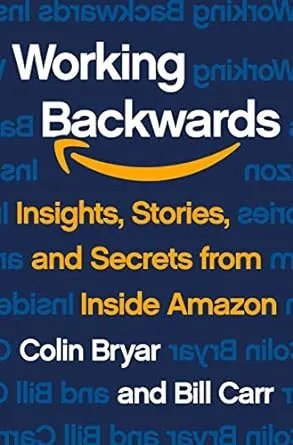 Working
Backwards
Insights, Stories,
and Secrets from
Inside Amazon
Colin Bryar
and Bill Carr